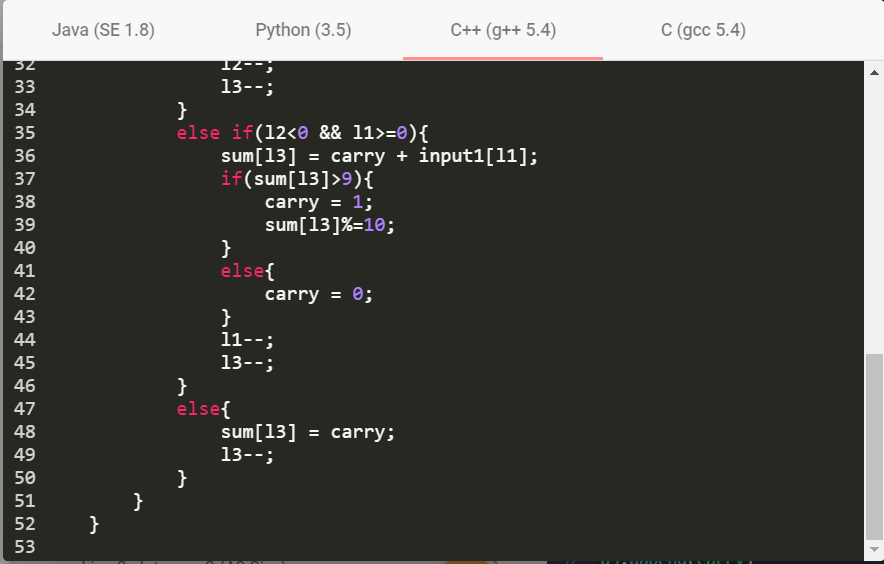 Java (SE 1.8) Python (3.5) C++ (g++ 5.4) C (gcc 5.4)
32 l2--;
33 l3--;
34 }
35 else if(l2<0 && l1>=0){
36 sum[l3] = carry + input1[l1];
37 if(sum[l3]>9){
38 carry = 1;
39 sum[l3]%=10;
40 }
41 else{
42 carry = 0;
43 }
44 l1--;
45 l3--;
46 }
47 else{
48 sum[l3] = carry;
49 l3--;
50 }
51 }
52 }
53